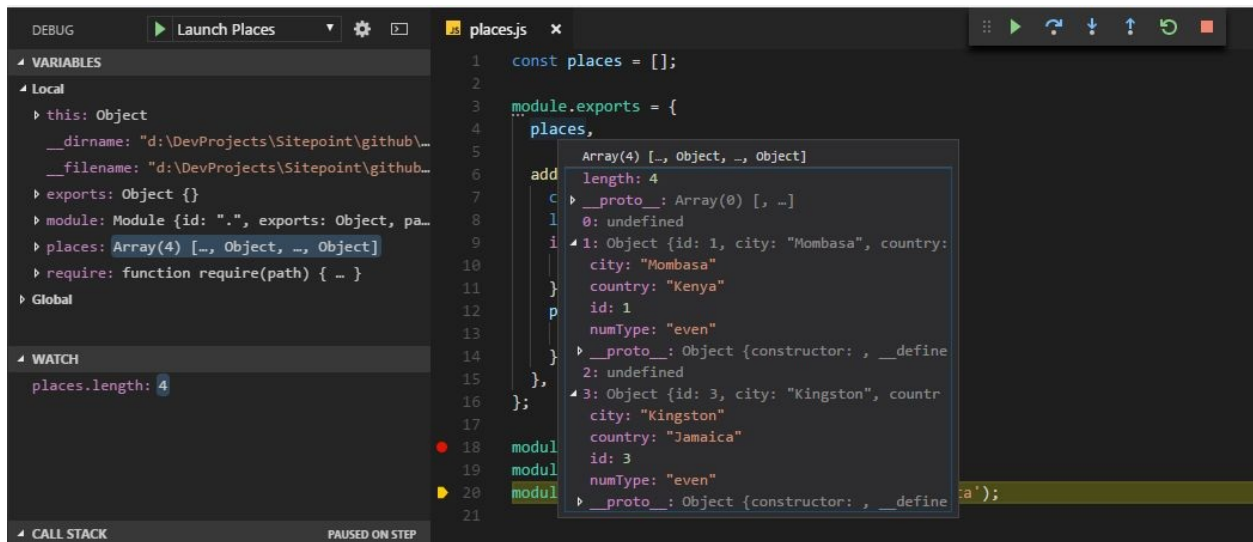 DEBUG
Launch Places
VARIABLES
Local
this: Object
__dirname: "d:\DevProjects\Sitepoint\github\…
__filename: "d:\DevProjects\Sitepoint\github…
exports: Object {}
module: Module {id: ".", exports: Object, pa…
places: Array(4) […, Object, …, Object]
require: function require(path) { … }
Global
WATCH
places.length: 4
CALL STACK
PAUSED ON STEP
JS places.js ×
1 const places = [];
2
3 module.exports = {
4 places,
5
6 add
7 c
8 l
9 i
10
11 }
12 p
13
14 }
15 },
16 };
17
18 modul
19 modul
20 modul
a');
21
Array(4) […, Object, …, Object]
length: 4
__proto__: Array(0) [, …]
0: undefined
1: Object {id: 1, city: "Mombasa", country:
city: "Mombasa"
country: "Kenya"
id: 1
numType: "even"
__proto__: Object {constructor: , __define
2: undefined
3: Object {id: 3, city: "Kingston", countr
city: "Kingston"
country: "Jamaica"
id: 3
numType: "even"
__proto__: Object {constructor: , __define